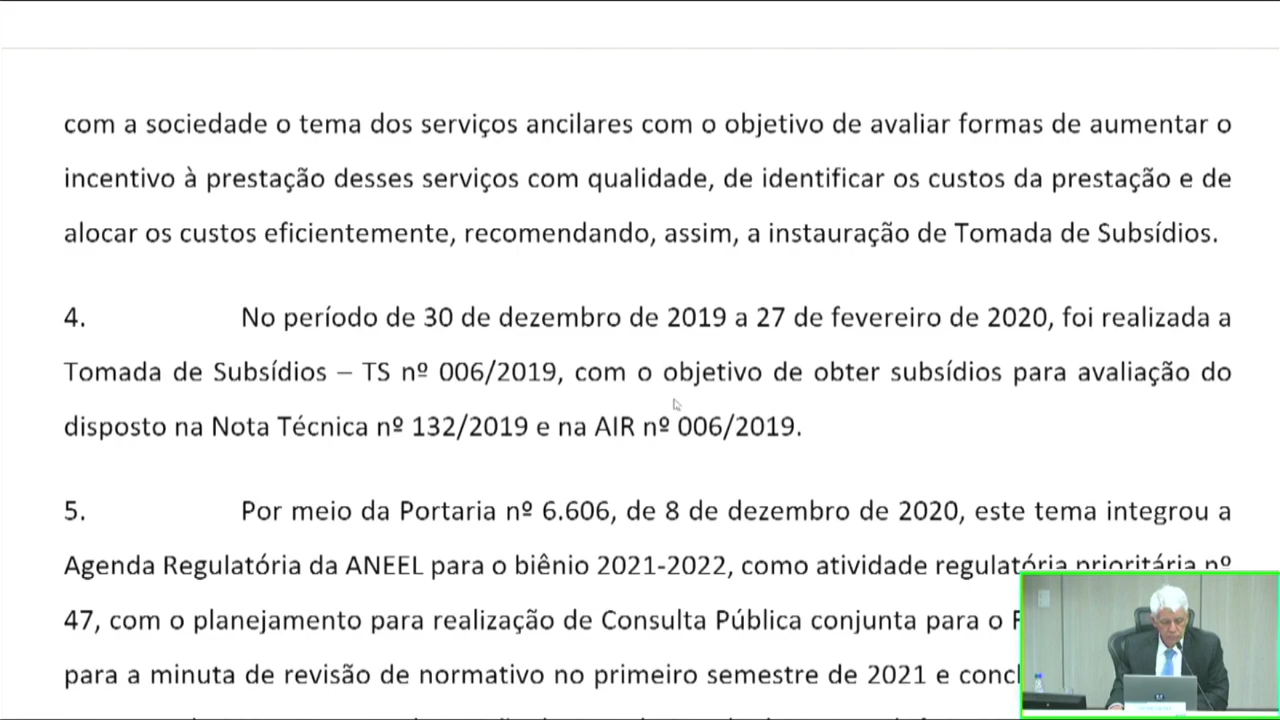 com a sociedade o tema dos serviços ancilares com o objetivo de avaliar formas de aumentar o
incentivo à prestação desses serviços com qualidade, de identificar os custos da prestação e de
alocar os custos eficientemente, recomendando, assim, a instauração de Tomada de Subsídios.
4. No período de 30 de dezembro de 2019 a 27 de fevereiro de 2020, foi realizada a
Tomada de Subsídios – TS nº 006/2019, com o objetivo de obter subsídios para avaliação do
disposto na Nota Técnica nº 132/2019 e na AIR nº 006/2019.
5. Por meio da Portaria nº 6.606, de 8 de dezembro de 2020, este tema integrou a
Agenda Regulatória da ANEEL para o biênio 2021-2022, como atividade regulatória prioritária nº
47, com o planejamento para realização de Consulta Pública conjunta para o
para a minuta de revisão de normativo no primeiro semestre de 2021 e